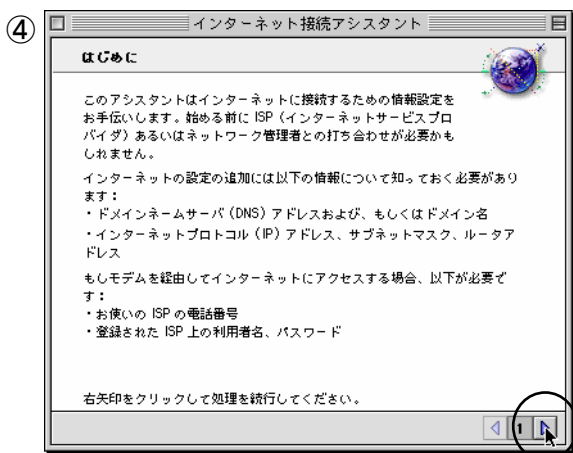 ④
インターネット接続アシスタント
はじめに
このアシスタントはインターネットに接続するための情報設定を
お手伝いします。始める前に ISP（インターネットサービスプロ
バイダ）あるいはネットワーク管理者との打ち合わせが必要かも
しれません。
インターネットの設定の追加には以下の情報について知っておく必要があり
ます：
・ドメインネームサーバ（DNS）アドレスおよび、もしくはドメイン名
・インターネットプロトコル（IP）アドレス、サブネットマスク、ルータア
ドレス
もしモデムを経由してインターネットにアクセスする場合、以下が必要で
す：
・お使いの ISP の電話番号
・登録された ISP 上の利用者名、パスワード
右矢印をクリックして処理を続行してください。
1